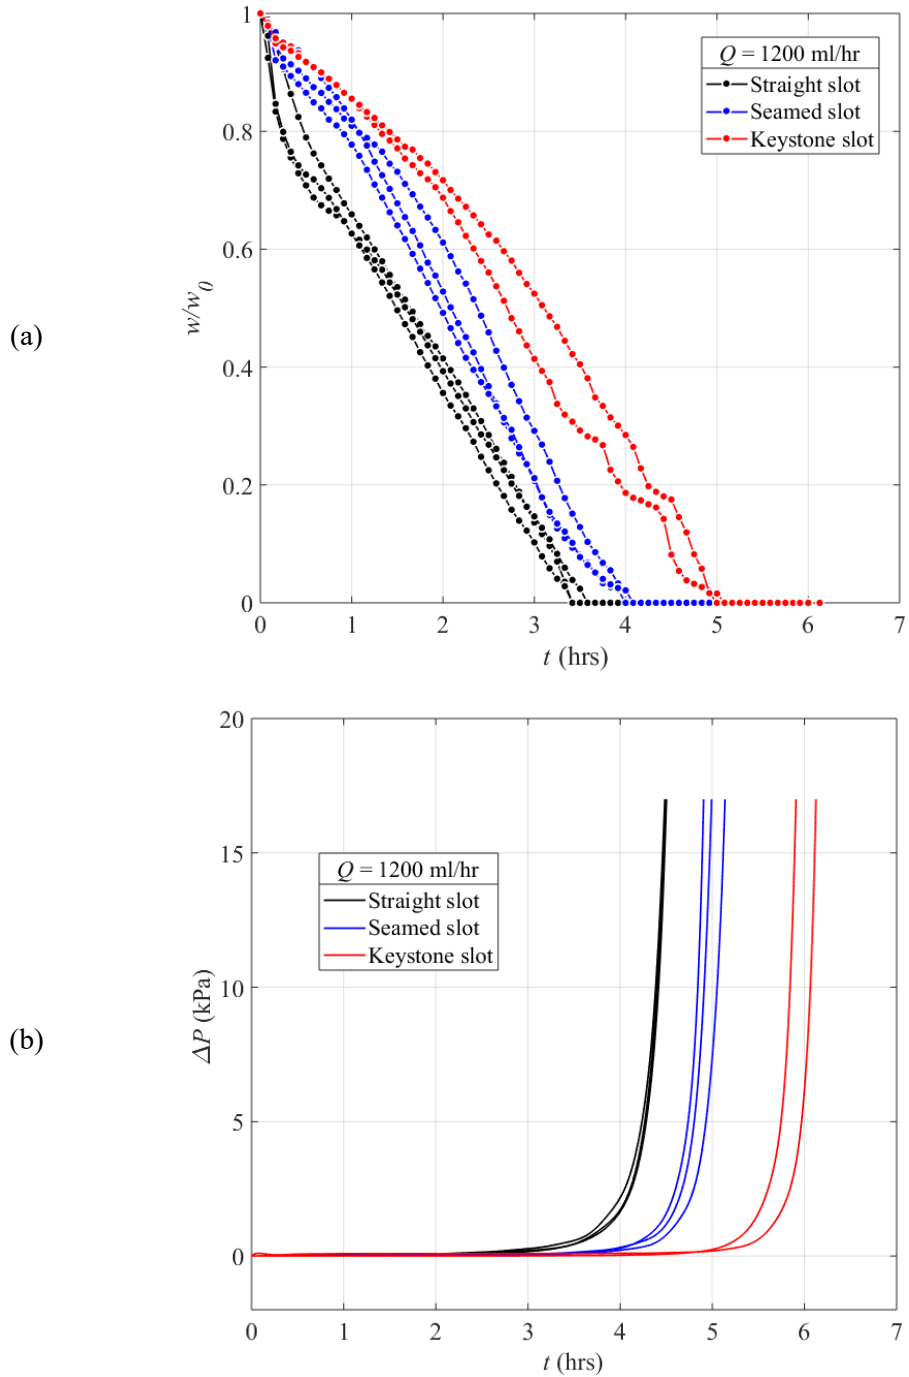 (a)
w/w0
1
0.8
0.6
0.4
0.2
0
Q = 1200 ml/hr
Straight slot
Seamed slot
Keystone slot
0 1 2 3 4 5 6 7
t (hrs)
(b)
ΔP (kPa)
20
15
10
5
0
Q = 1200 ml/hr
Straight slot
Seamed slot
Keystone slot
0 1 2 3 4 5 6 7
t (hrs)